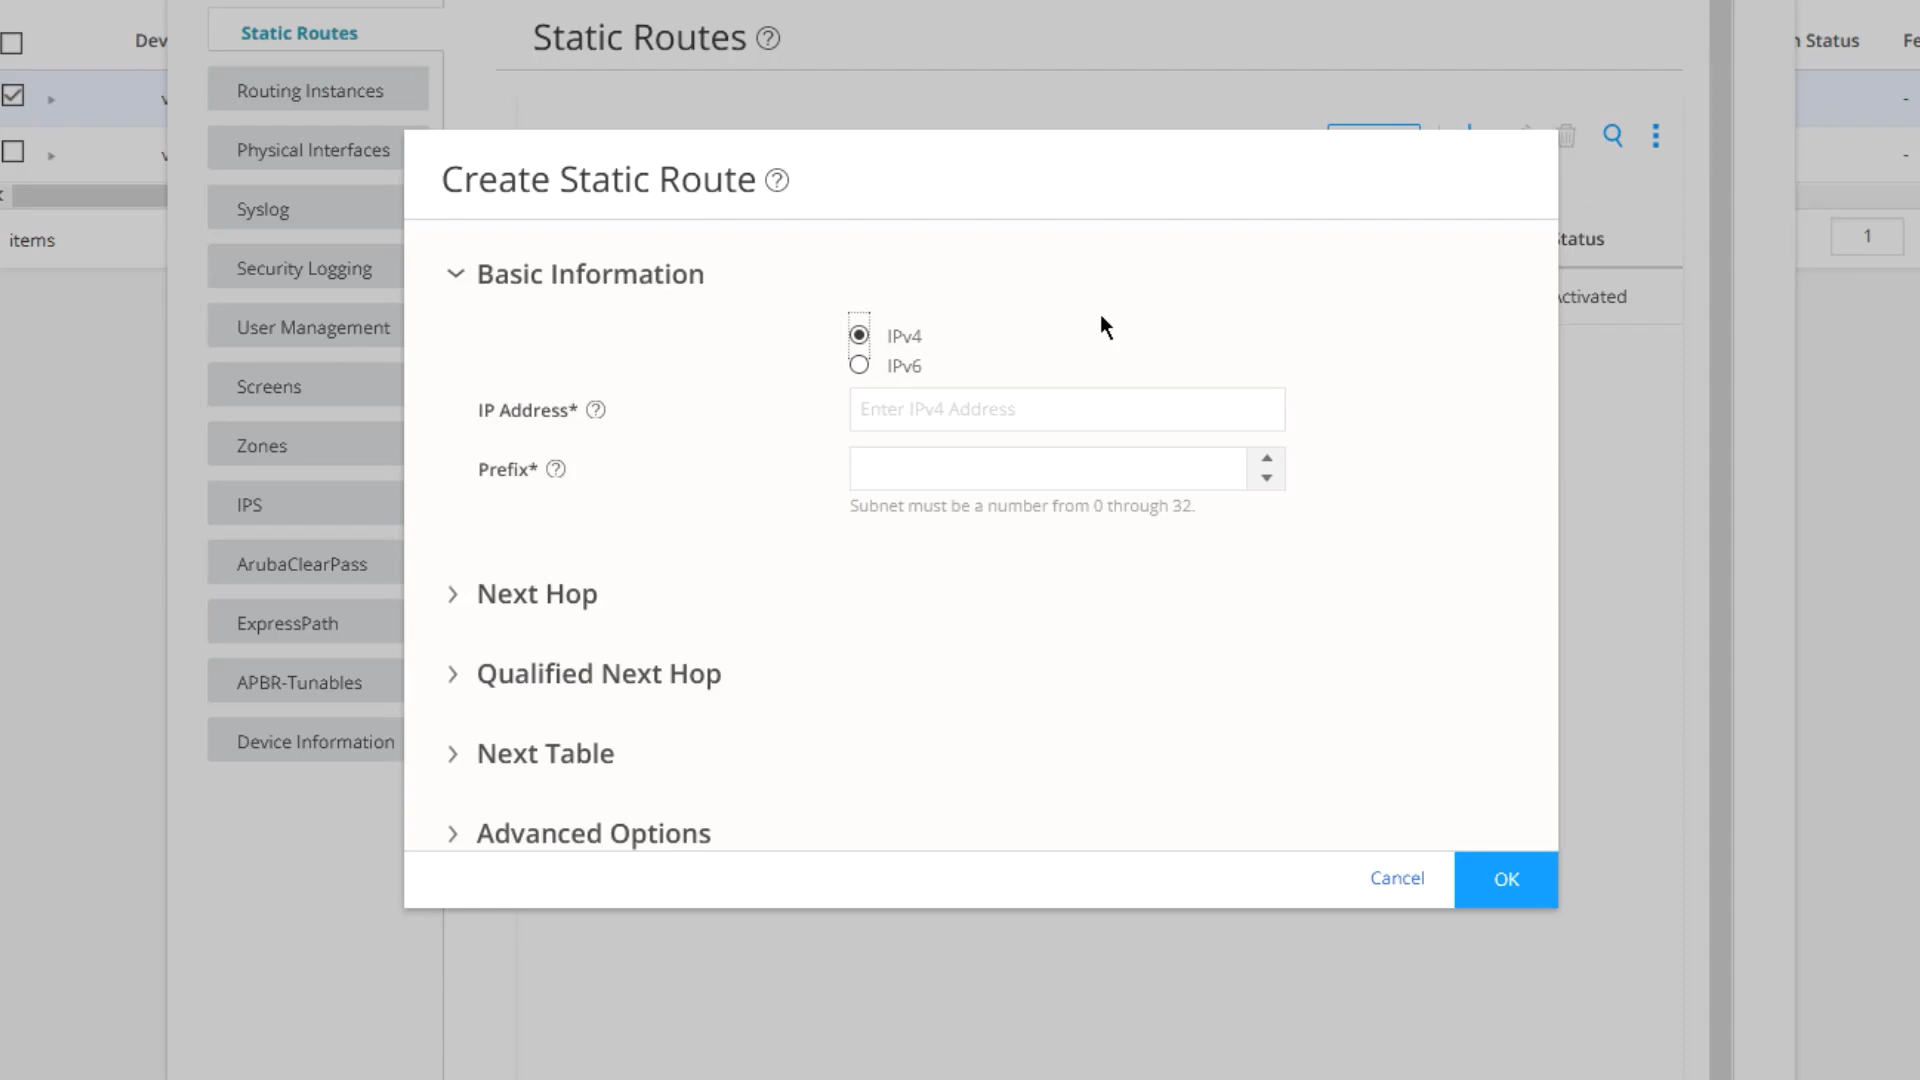 Static Routes
Static Routes
Dev
Status
Routing Instances
Physical Interfaces
Create Static Route
Syslog
items
Status
1
Security Logging
Basic Information
Activated
User Management
IPv4
IPv6
Screens
IP Address*
Enter IPv4 Address
Zones
Prefix*
IPS
Subnet must be a number from 0 through 32.
ArubaClearPass
Next Hop
ExpressPath
Qualified Next Hop
APBR-Tunables
Device Information
Next Table
Advanced Options
Cancel
OK